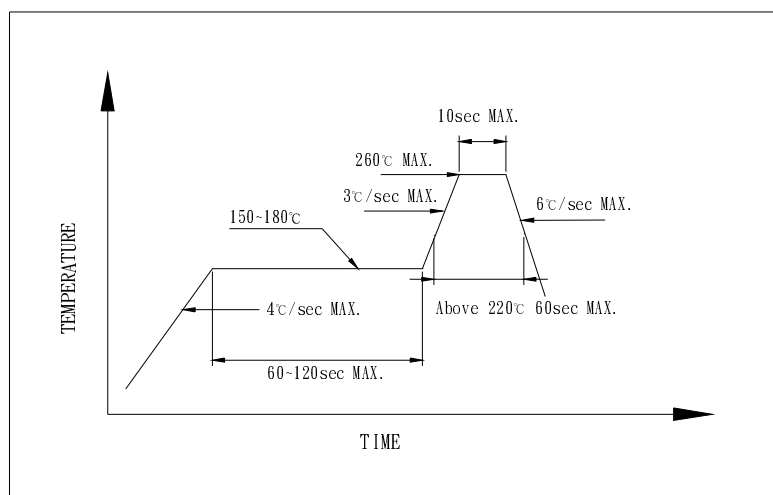 10sec MAX.
260℃ MAX.
3℃/sec MAX.
6℃/sec MAX.
150~180℃
TEMPERATURE
4℃/sec MAX.
Above 220℃ 60sec MAX.
60~120sec MAX.
TIME